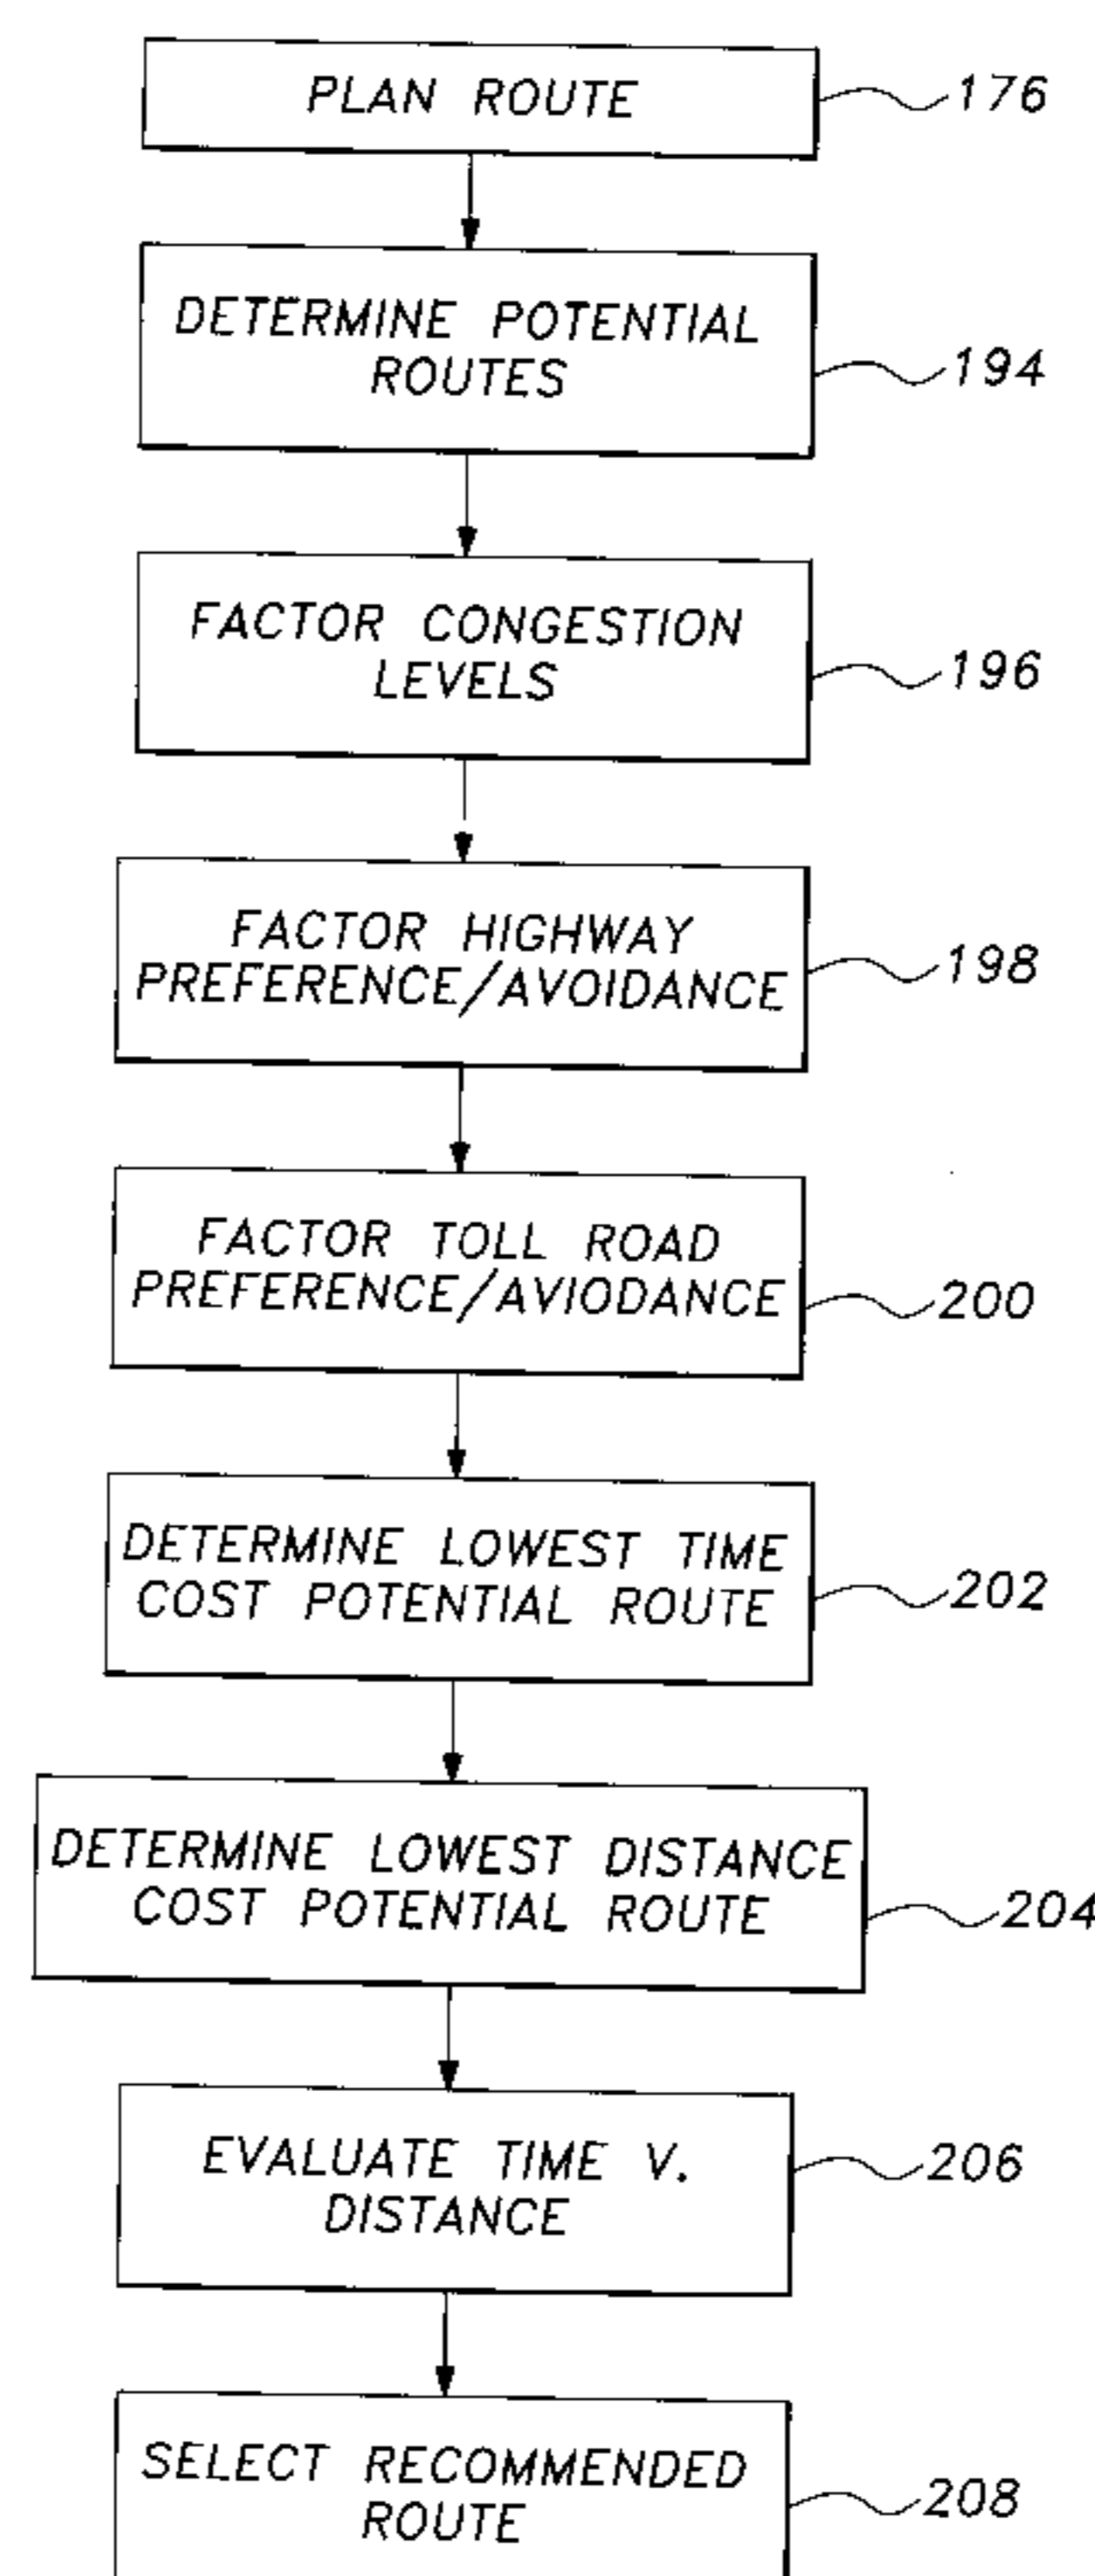 PLAN ROUTE
176
DETERMINE POTENTIAL
ROUTES
194
FACTOR CONGESTION
LEVELS
196
FACTOR HIGHWAY
PREFERENCE/AVOIDANCE
198
FACTOR TOLL ROAD
PREFERENCE/AVIODANCE
200
DETERMINE LOWEST TIME
COST POTENTIAL ROUTE
202
DETERMINE LOWEST DISTANCE
COST POTENTIAL ROUTE
204
EVALUATE TIME V.
DISTANCE
206
SELECT RECOMMENDED
ROUTE
208